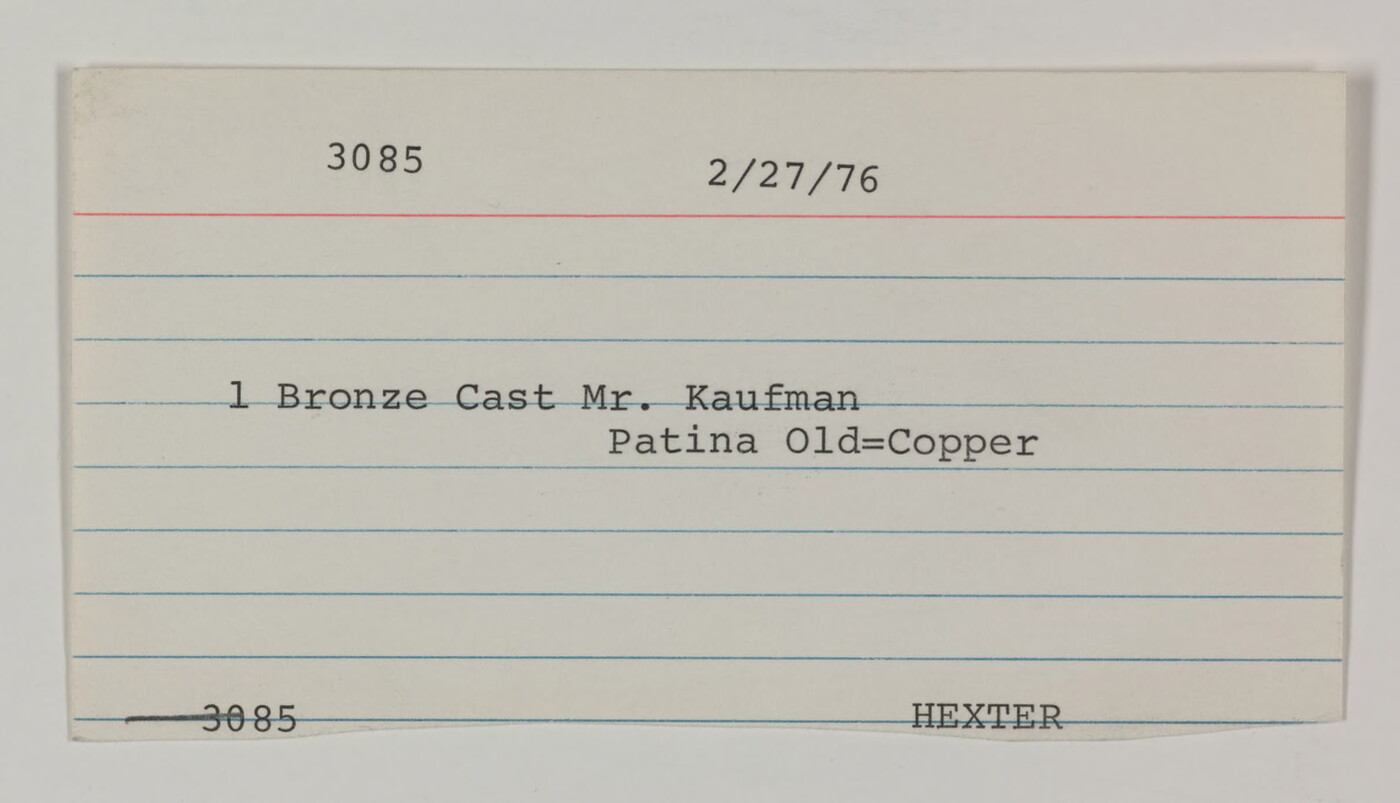 3085 2/27/76
1 Bronze Cast Mr. Kaufman
Patina Old=Copper
3085 HEXTER